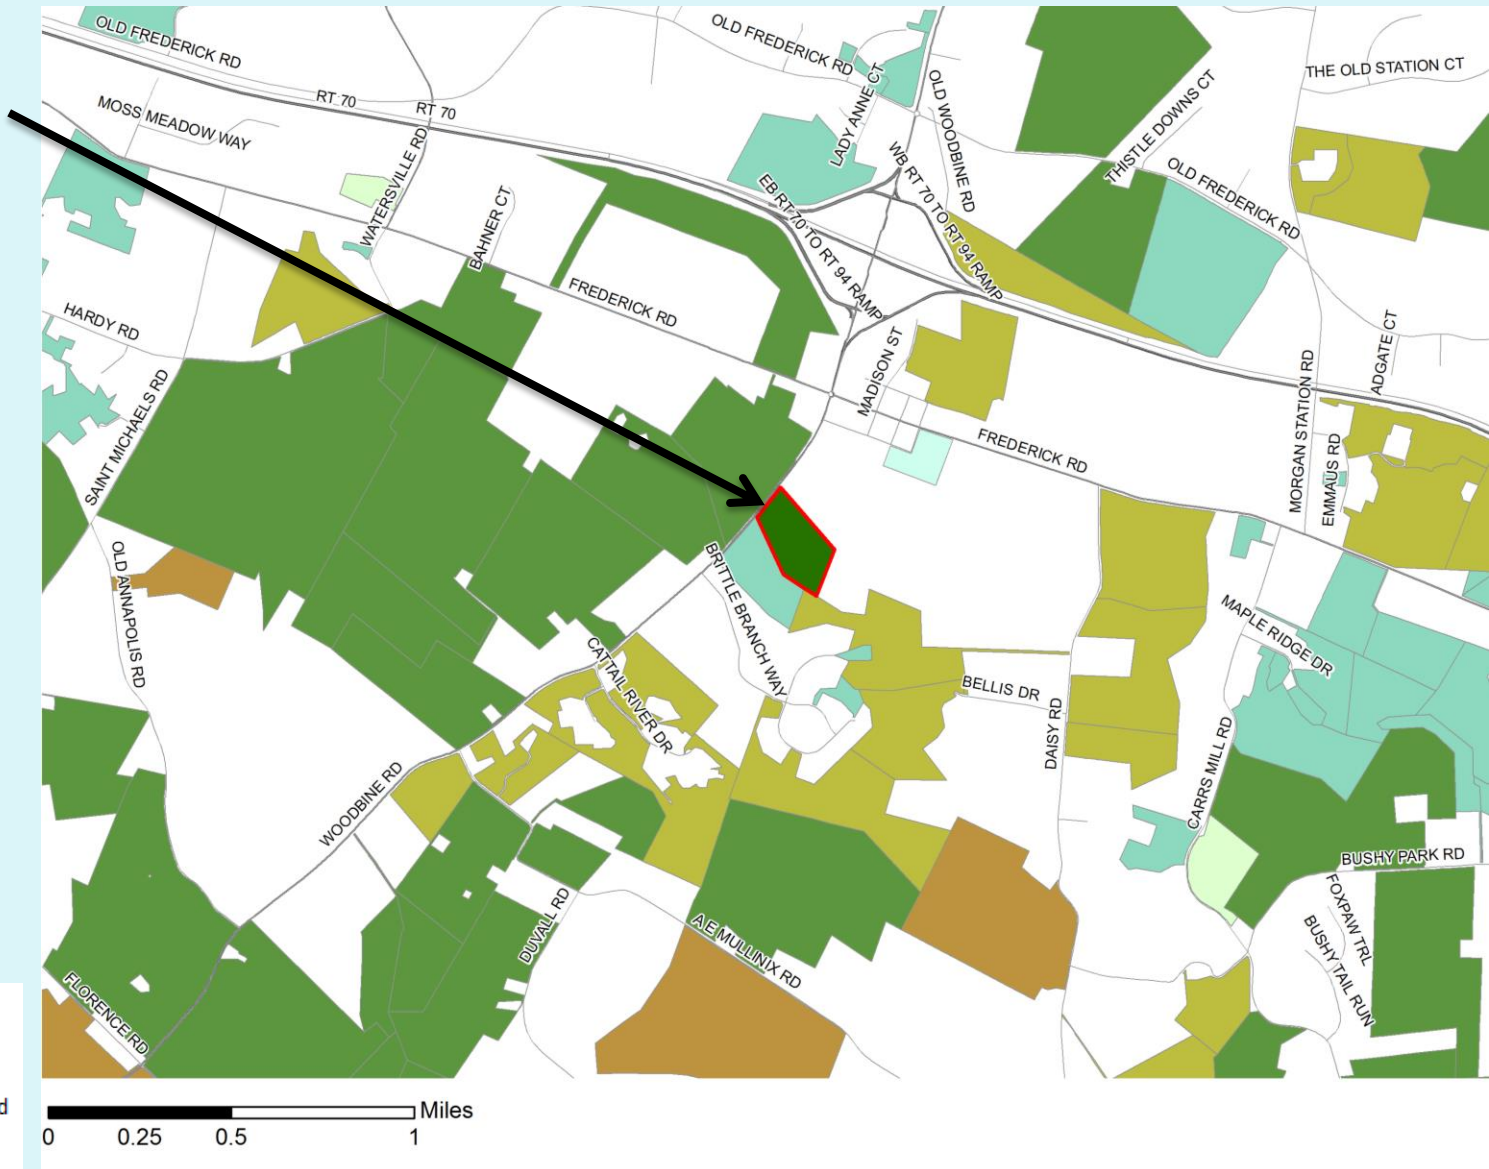 OLD FREDERICK RD
OLD FREDERICK RD
THE OLD STATION CT
RT 70
RT 70
MOSS MEADOW WAY
LADY ANNE CT
OLD WOODBINE RD
THISTLE DOWNS CT
WATERSVILLE RD
WB RT 70 TO RT 94 RAMP
OLD FREDERICK RD
EB RT 70 TO RT 94 RAMP
BAHNER CT
FREDERICK RD
HARDY RD
MADISON ST
ADGATE CT
SAINT MICHAELS RD
FREDERICK RD
MORGAN STATION RD
EMMAUS RD
OLD ANNAPOLIS RD
BRITTLE BRANCH WAY
MAPLE RIDGE DR
CATTAIL RIVER DR
BELLIS DR
DAISY RD
CARRS MILL RD
WOODBINE RD
BUSHY PARK RD
FOXPAW TRL
DUVALL RD
A E MULLINIX RD
BUSHY TAIL RUN
FLORENCE RD
d
Miles
0 0.25 0.5 1